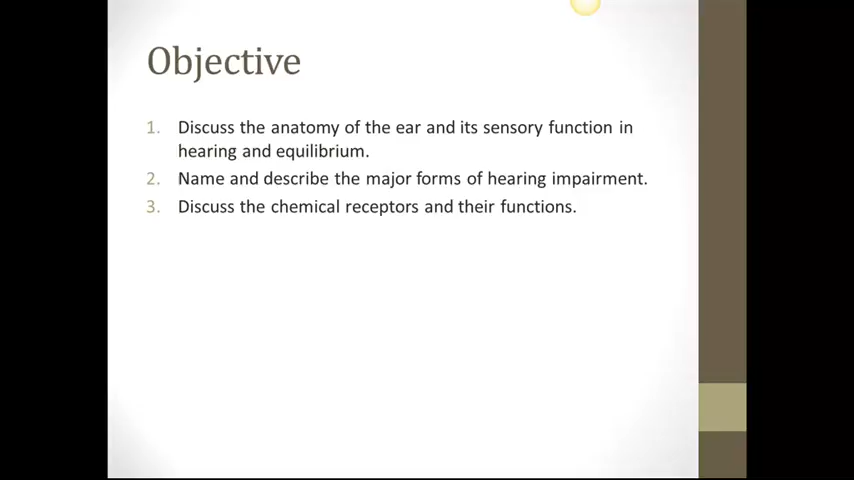 Objective
1. Discuss the anatomy of the ear and its sensory function in
hearing and equilibrium.
2. Name and describe the major forms of hearing impairment.
3. Discuss the chemical receptors and their functions.